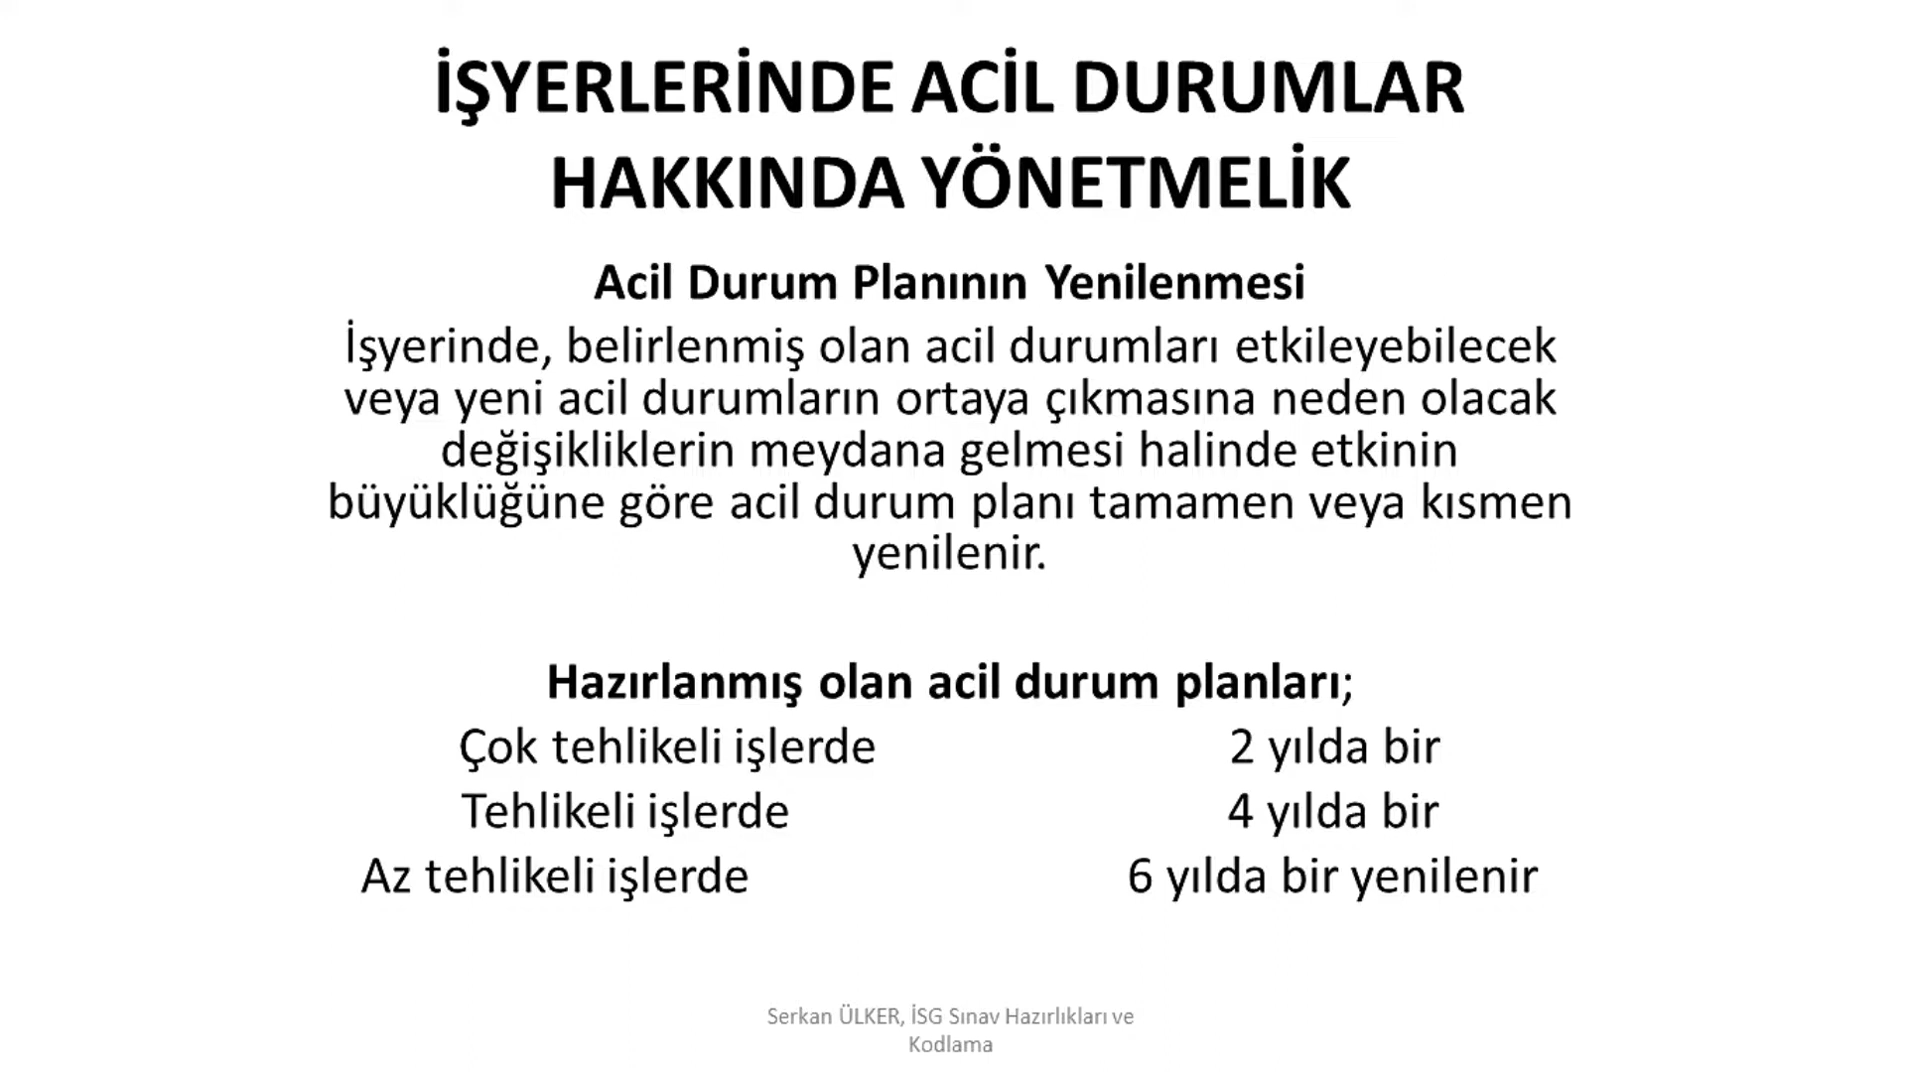 İŞYERLERİNDE ACİL DURUMLAR
HAKKINDA YÖNETMELİK
Acil Durum Planının Yenilenmesi
İşyerinde, belirlenmiş olan acil durumları etkileyebilecek
veya yeni acil durumların ortaya çıkmasına neden olacak
değişikliklerin meydana gelmesi halinde etkinin
büyüklüğüne göre acil durum planı tamamen veya kısmen
yenilenir.
Hazırlanmış olan acil durum planları;
Çok tehlikeli işlerde 2 yılda bir
Tehlikeli işlerde 4 yılda bir
Az tehlikeli işlerde 6 yılda bir yenilenir
Serkan ÜLKER, İSG Sınav Hazırlıkları ve
Kodlama